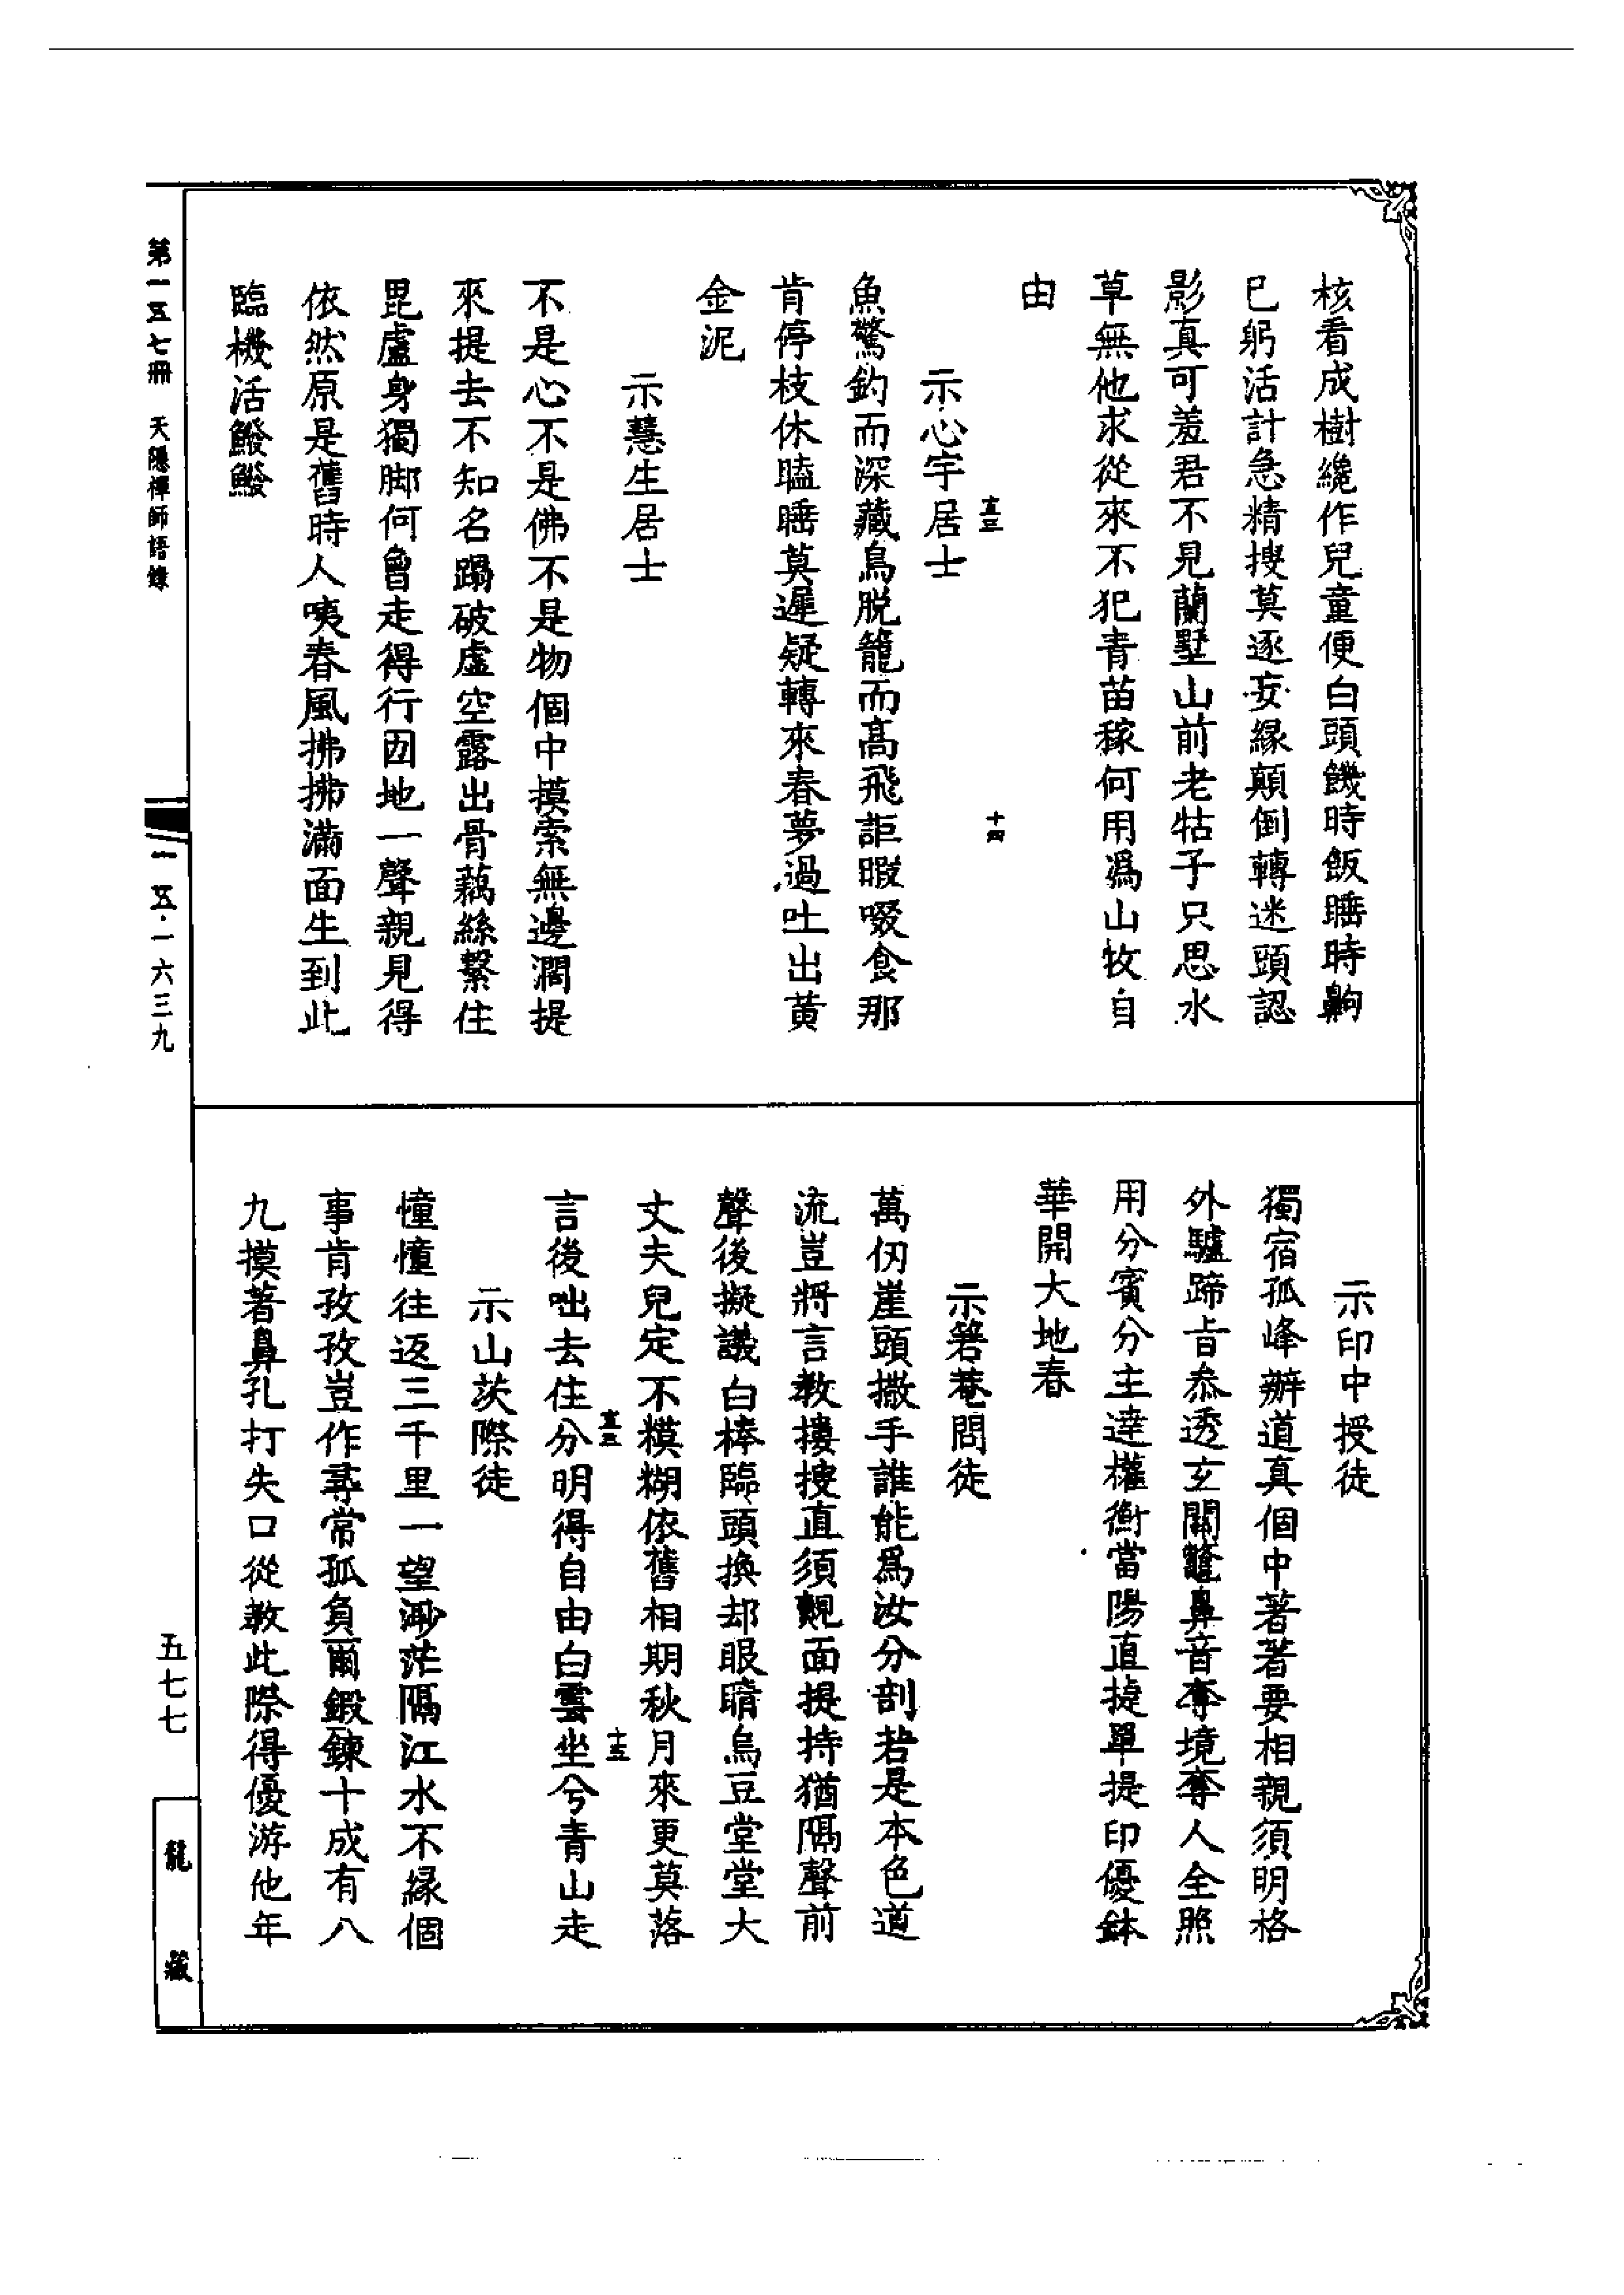 核看成樹纔作兒童便白頭饑時飯睡時齁
已躬活計急精搜莫逐妄緣顛倒轉迷頭認
影真可羞君不見蘭墅山前老牯子只思水
草無他求從來不犯青苗稼何用爲山牧自
由
宣三
十四
示心宇居士
魚驚釣而深藏鳥脱籠而高飛詎暇啜食那
肯停枝休瞌睡莫遲疑轉來春夢過吐出黃
金泥
示慧生居士
不是心不是佛不是物個中摸索無邊濶提
來提去不知名蹋破虛空露出骨藕絲繫住
毘盧身獨脚何曾走得行因地一聲親見得
依然原是舊時人咦春風拂拂滿面生到此
臨機活鱍鱍
示印中授徒
獨宿孤峰辦道真個中著著要相親須明格
外驢蹄旨叅透玄關鼈鼻音奪境奪人全照
用分賓分主達權衡當陽直㨗單提印優鉢
華開大地春
示箬菴問徒
萬仞崖頭撒手誰能爲汝分剖若是本色道
流豈將言教摟搜直須覿面提持猶隔聲前
聲後擬議白棒臨頭換却眼睛烏豆堂堂大
丈夫兒定不糢糊依舊相期秋月來更莫落
宣三
十五
言後咄去住分明得自由白雲坐兮青山走
示山茨際徒
憧憧往返三千里一望渺茫隔江水不緣個
事肯孜孜豈作尋常孤負爾鍛鍊十成有八
九摸著鼻孔打失口從教此際得優游他年
第一五七冊　天隱禪師語錄
一五·一六三九
五七七
龍藏